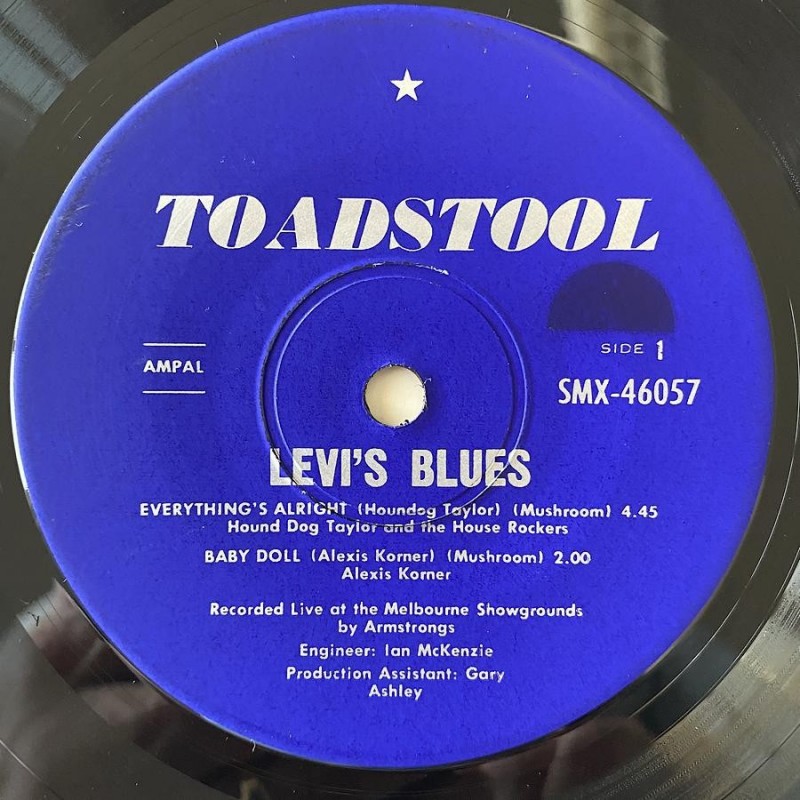 TOADSTOOL
AMPAL
SIDE 1
SMX-46057
LEVI'S BLUES
EVERYTHING'S ALRIGHT (Houndog Taylor) (Mushroom) 4.45
Hound Dog Taylor and the House Rockers
BABY DOLL (Alexis Korner) (Mushroom) 2.00
Alexis Korner
Recorded Live at the Melbourne Showgrounds
by Armstrongs
Engineer: Ian McKenzie
Production Assistant: Gary
Ashley